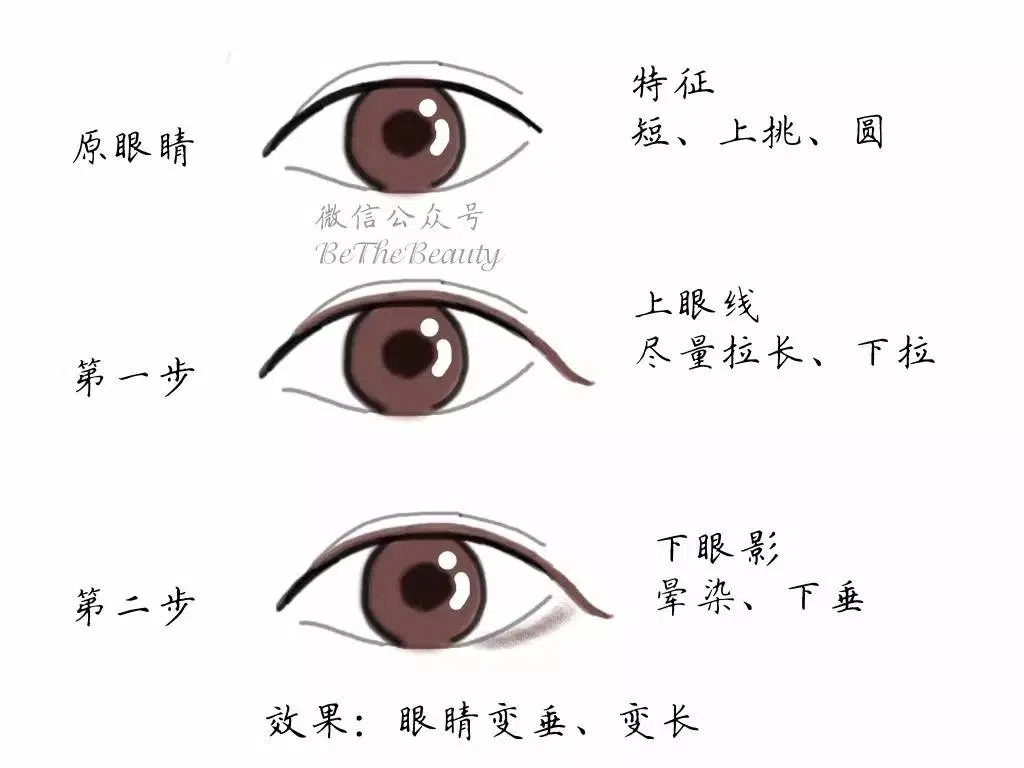 原眼睛
特征
短、上挑、圆
微信公众号
BeTheBeauty
第一步
上眼线
尽量拉长、下拉
第二步
下眼影
晕染、下垂
效果：眼睛变垂、变长